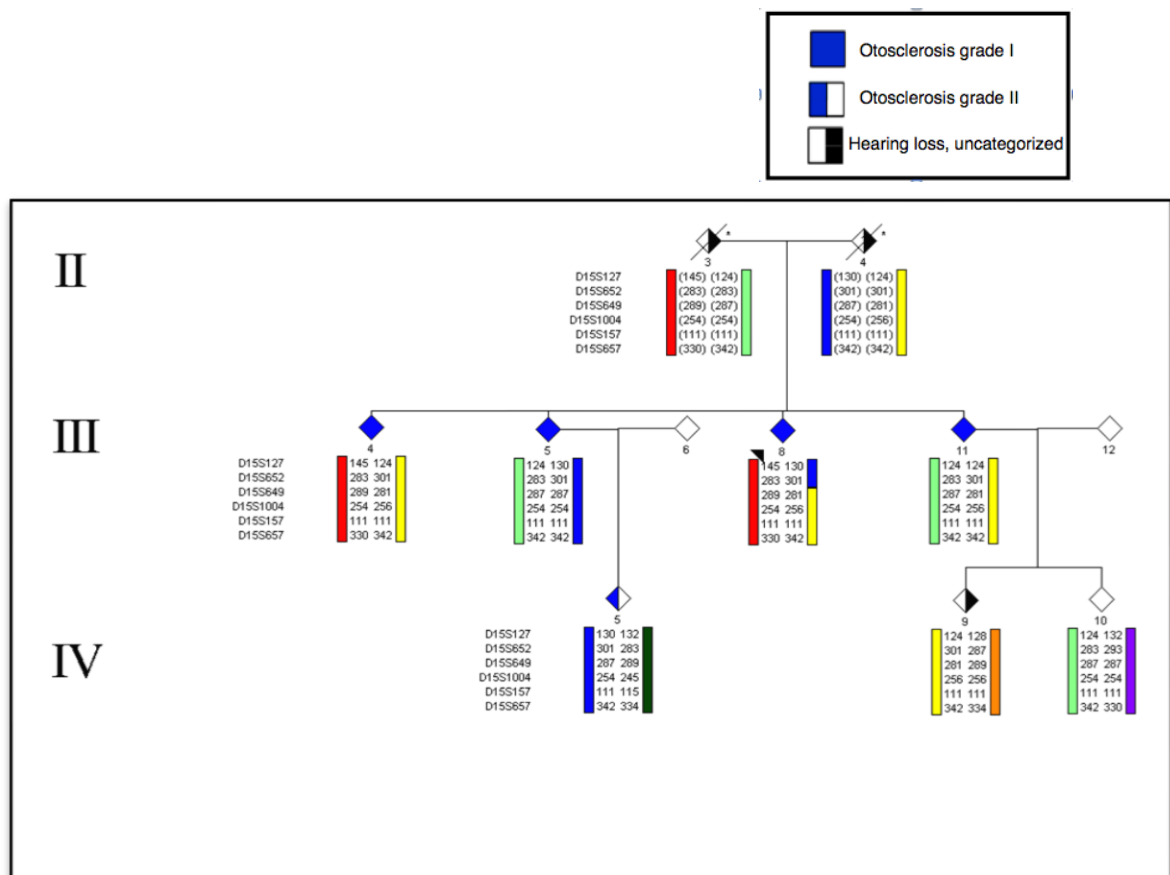 Otosclerosis grade I
Otosclerosis grade II
Hearing loss, uncategorized
II
* *
3 4
D15S127 (145) (124) (130) (124)
D15S652 (283) (283) (301) (301)
D15S649 (289) (287) (287) (281)
D15S1004 (254) (254) (254) (256)
D15S157 (111) (111) (111) (111)
D15S657 (330) (342) (342) (342)
III
4 5 6 8 11 12
D15S127 145 124 124 130 145 130 124 124
D15S652 283 301 283 301 283 301 283 301
D15S649 289 281 287 287 289 281 287 281
D15S1004 254 256 254 254 254 256 254 256
D15S157 111 111 111 111 111 111 111 111
D15S657 330 342 342 342 330 342 342 342
IV
5 9 10
D15S127 130 132 124 128 124 132
D15S652 301 283 301 287 283 293
D15S649 287 289 281 289 287 287
D15S1004 254 245 256 256 254 254
D15S157 111 115 111 111 111 111
D15S657 342 334 342 334 342 330